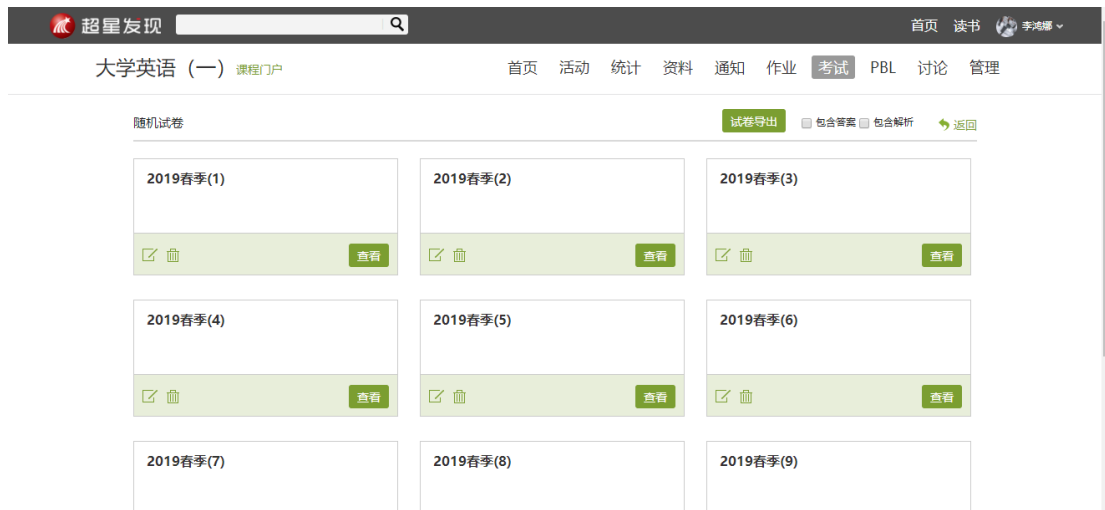 超星发现 首页 读书 李鸿娜
大学英语（一） 课程门户 首页 活动 统计 资料 通知 作业 考试 PBL 讨论 管理
随机试卷 试卷导出 包含答案 包含解析 返回
2019春季(1) 2019春季(2) 2019春季(3)
查看 查看 查看
2019春季(4) 2019春季(5) 2019春季(6)
查看 查看 查看
2019春季(7) 2019春季(8) 2019春季(9)